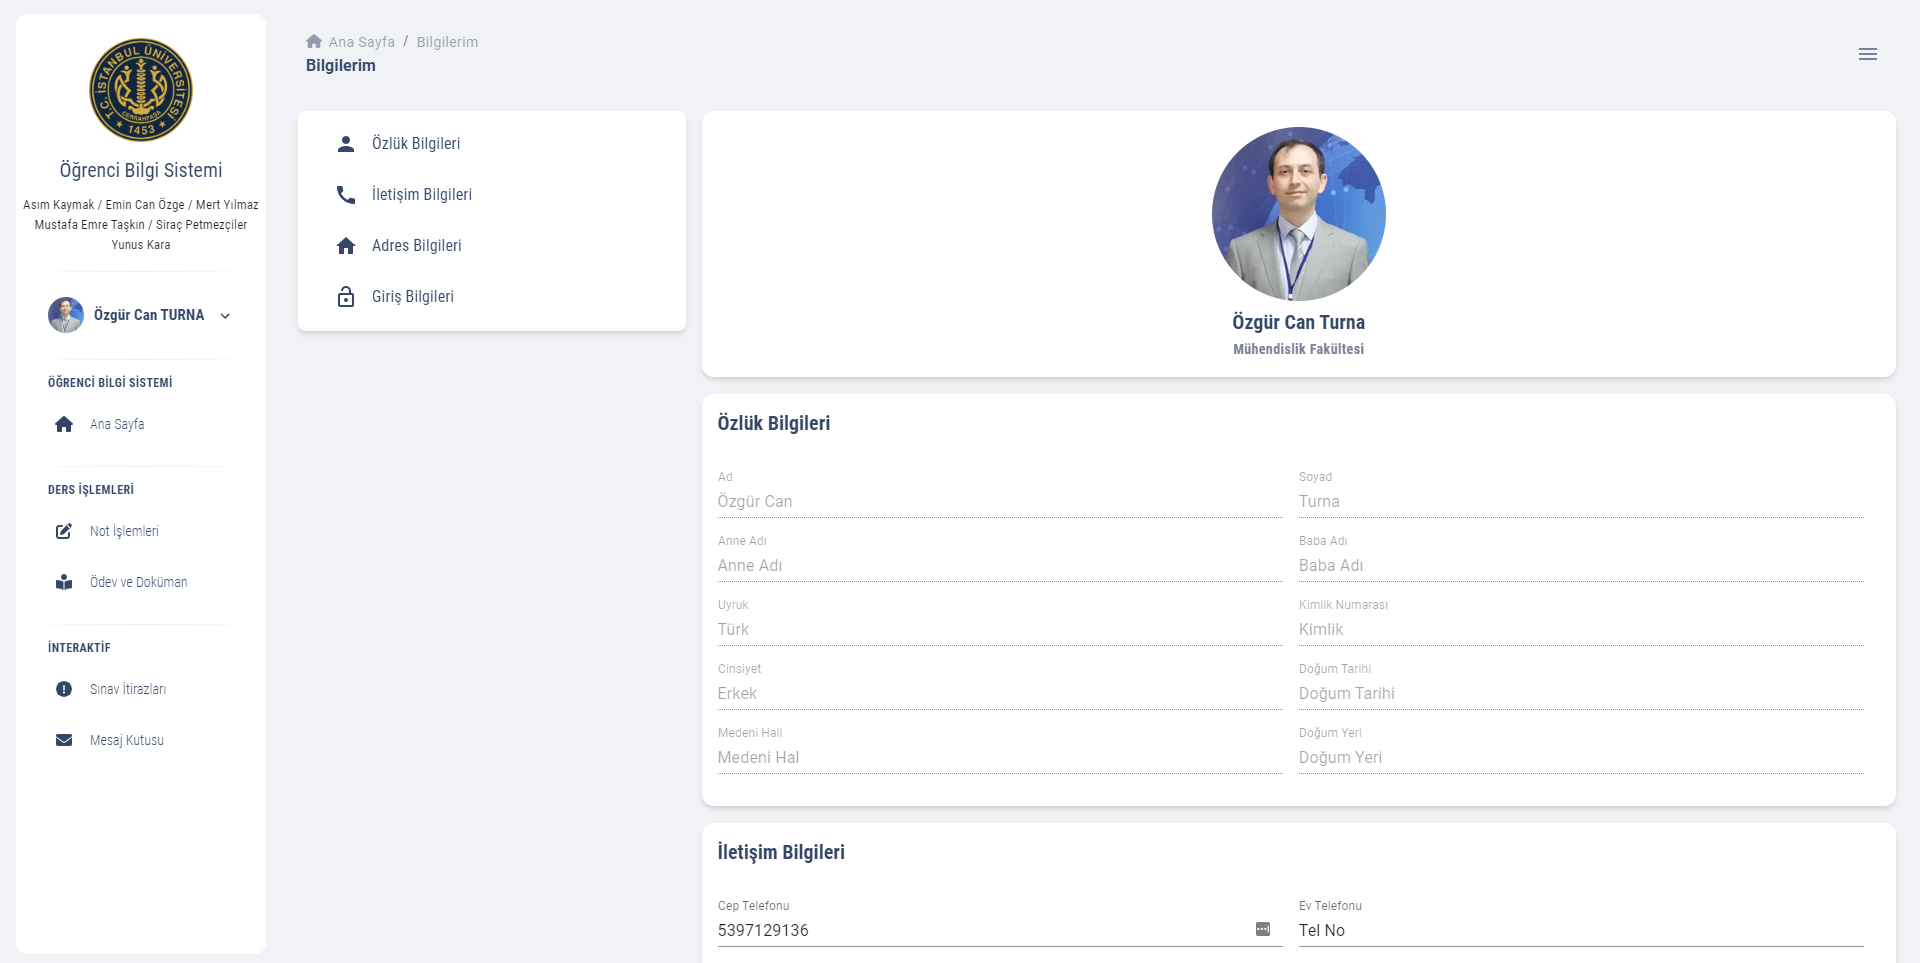 T.C. İSTANBUL ÜNİVERSİTESİ
CERRAHPAŞA
1453
Öğrenci Bilgi Sistemi
Asım Kaymak / Emin Can Özge / Mert Yılmaz
Mustafa Emre Taşkın / Siraç Petmezçiler
Yunus Kara
Özgür Can TURNA
ÖĞRENCİ BİLGİ SİSTEMİ
Ana Sayfa
DERS İŞLEMLERİ
Not İşlemleri
Ödev ve Doküman
İNTERAKTİF
Sınav İtirazları
Mesaj Kutusu
Ana Sayfa / Bilgilerim
Bilgilerim
Özlük Bilgileri
İletişim Bilgileri
Adres Bilgileri
Giriş Bilgileri
Özgür Can Turna
Mühendislik Fakültesi
Özlük Bilgileri
Ad Soyad
Özgür Can Turna
Anne Adı Baba Adı
Anne Adı Baba Adı
Uyruk Kimlik Numarası
Türk Kimlik
Cinsiyet Doğum Tarihi
Erkek Doğum Tarihi
Medeni Hali Doğum Yeri
Medeni Hal Doğum Yeri
İletişim Bilgileri
Cep Telefonu Ev Telefonu
5397129136 Tel No